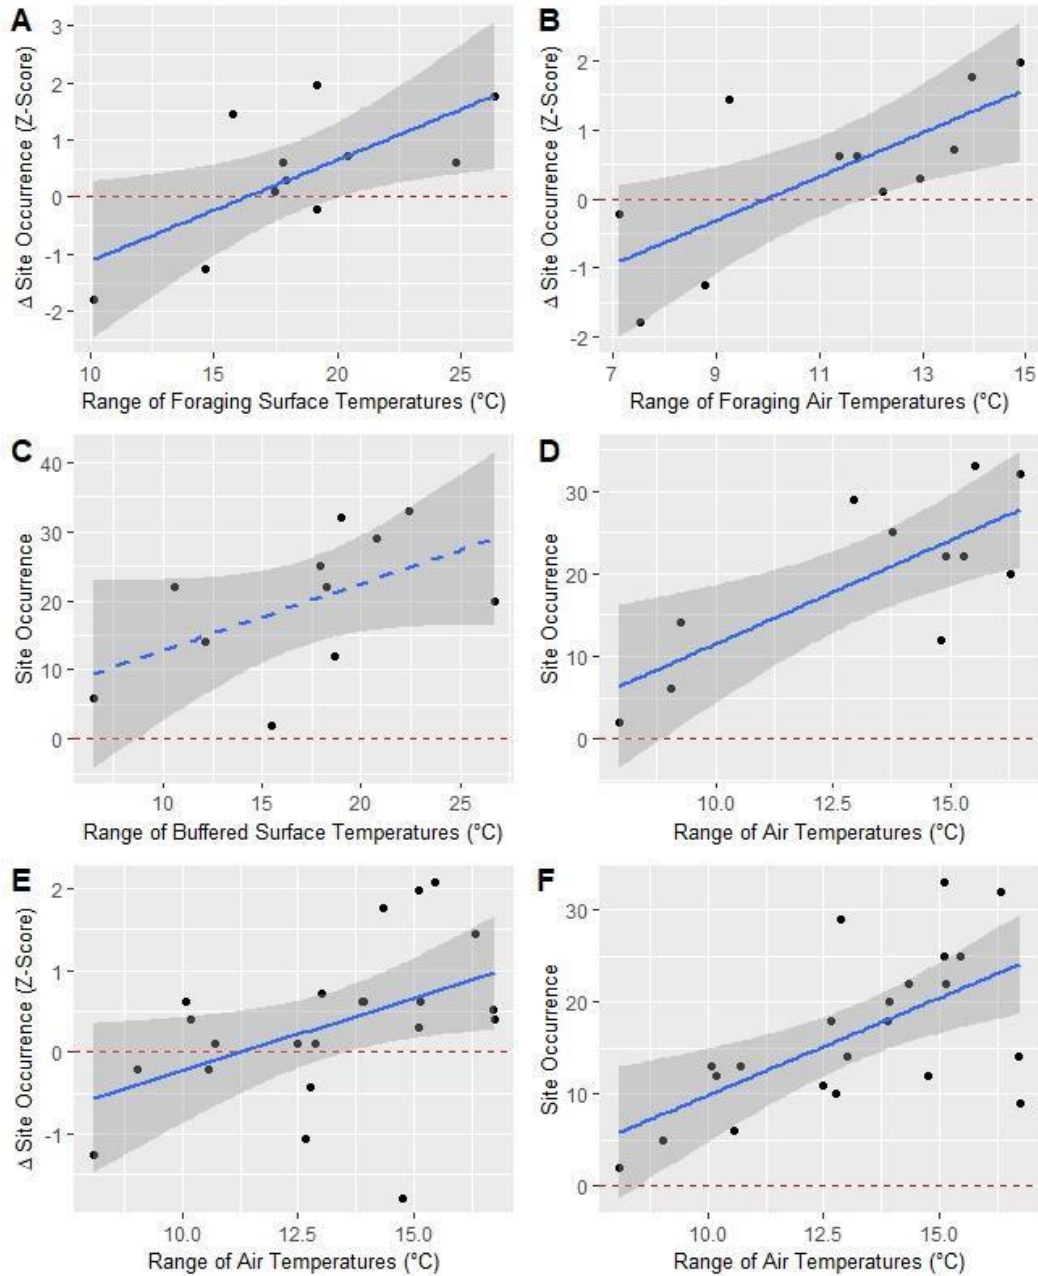 A
Δ Site Occurrence (Z-Score)
3
2
1
0
-1
-2
10 15 20 25
Range of Foraging Surface Temperatures (°C)
B
Δ Site Occurrence (Z-Score)
2
1
0
-1
-2
7 9 11 13 15
Range of Foraging Air Temperatures (°C)
C
Site Occurrence
40
30
20
10
0
10 15 20 25
Range of Buffered Surface Temperatures (°C)
D
Site Occurrence
30
20
10
0
10.0 12.5 15.0
Range of Air Temperatures (°C)
E
Δ Site Occurrence (Z-Score)
2
1
0
-1
10.0 12.5 15.0
Range of Air Temperatures (°C)
F
Site Occurrence
30
20
10
0
10.0 12.5 15.0
Range of Air Temperatures (°C)